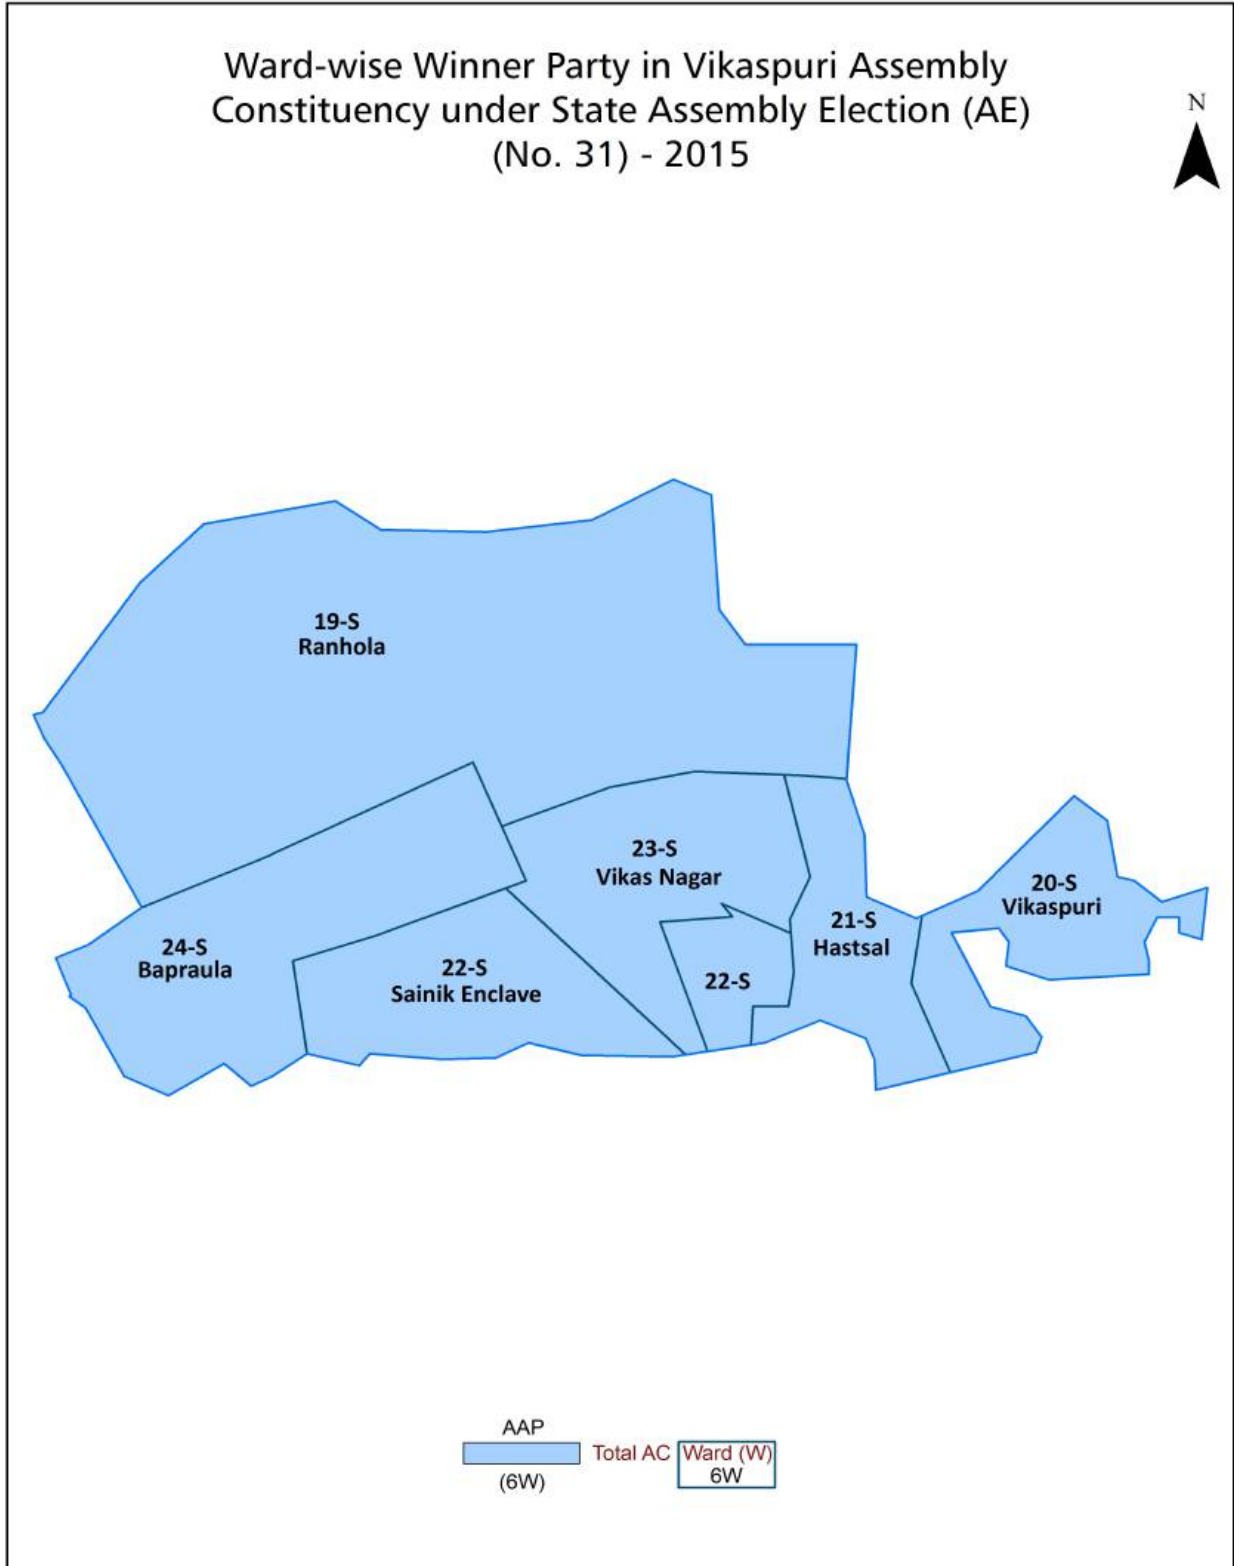 Ward-wise Winner Party in Vikaspuri Assembly
Constituency under State Assembly Election (AE)
(No. 31) - 2015
N
19-S
Ranhola
23-S
Vikas Nagar
20-S
Vikaspuri
21-S
Hastsal
24-S
Bapraula
22-S
Sainik Enclave
22-S
AAP
(6W)
Total AC
Ward (W)
6W